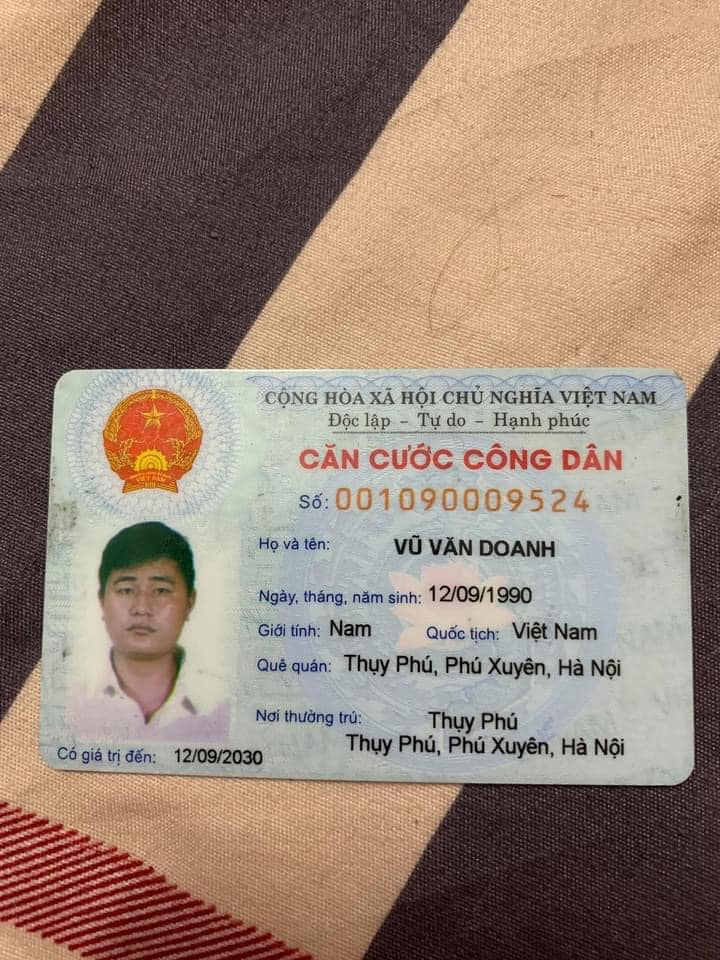 CỘNG HÒA XÃ HỘI CHỦ NGHĨA VIỆT NAM
Độc lập - Tự do - Hạnh phúc
CĂN CƯỚC CÔNG DÂN
Số: 001090009524
Họ và tên: VŨ VĂN DOANH
Ngày, tháng, năm sinh: 12/09/1990
Giới tính: Nam Quốc tịch: Việt Nam
Quê quán: Thụy Phú, Phú Xuyên, Hà Nội
Nơi thường trú: Thụy Phú
Thụy Phú, Phú Xuyên, Hà Nội
Có giá trị đến: 12/09/2030
VIỆT NAM